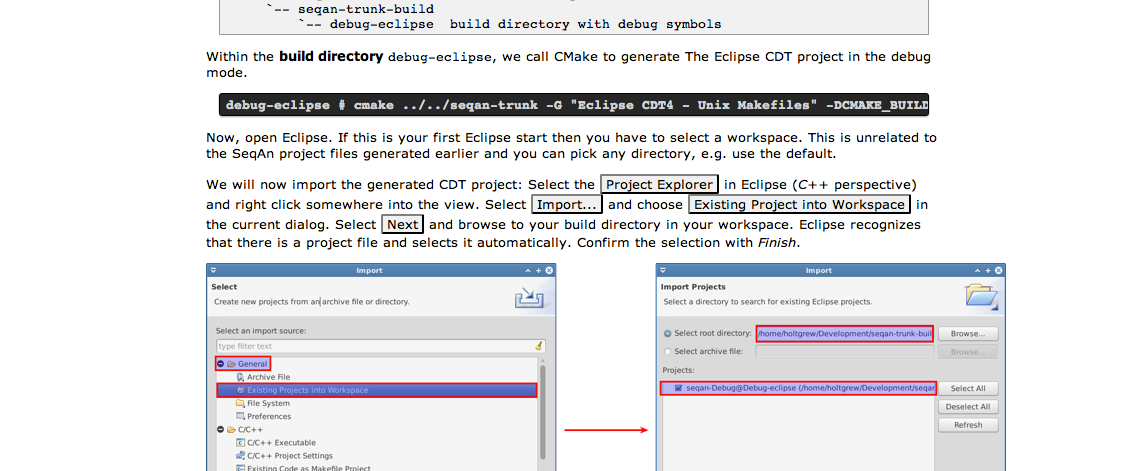 `-- seqan-trunk-build
`-- debug-eclipse  build directory with debug symbols
Within the build directory debug-eclipse, we call CMake to generate The Eclipse CDT project in the debug
mode.
debug-eclipse # cmake ../../seqan-trunk -G "Eclipse CDT4 - Unix Makefiles" -DCMAKE_BUILD
Now, open Eclipse. If this is your first Eclipse start then you have to select a workspace. This is unrelated to
the SeqAn project files generated earlier and you can pick any directory, e.g. use the default.
We will now import the generated CDT project: Select the Project Explorer in Eclipse (C++ perspective)
and right click somewhere into the view. Select Import... and choose Existing Project into Workspace in
the current dialog. Select Next and browse to your build directory in your workspace. Eclipse recognizes
that there is a project file and selects it automatically. Confirm the selection with Finish.
Import
Select
Create new projects from an archive file or directory.
Select an import source:
type filter text
General
Archive File
Existing Projects into Workspace
File System
Preferences
C/C++
C/C++ Executable
C/C++ Project Settings
Existing Code as Makefile Project
Import
Import Projects
Select a directory to search for existing Eclipse projects.
Select root directory: /home/holtgrew/Development/seqan-trunk-buil Browse...
Select archive file: Browse...
Projects:
seqan-Debug@Debug-eclipse (/home/holtgrew/Development/seqan Select All
Deselect All
Refresh